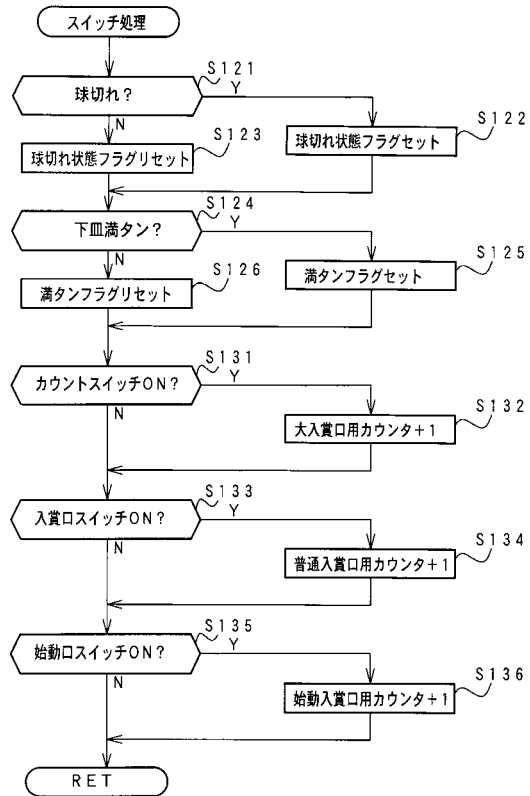 スイッチ処理
S121
球切れ?
Y
N
S122
球切れ状態フラグセット
S123
球切れ状態フラグリセット
S124
下皿満タン?
Y
N
S125
満タンフラグセット
S126
満タンフラグリセット
S131
カウントスイッチON?
Y
N
S132
大入賞口用カウンタ+1
S133
入賞口スイッチON?
Y
N
S134
普通入賞口用カウンタ+1
S135
始動口スイッチON?
Y
N
S136
始動入賞口用カウンタ+1
RET